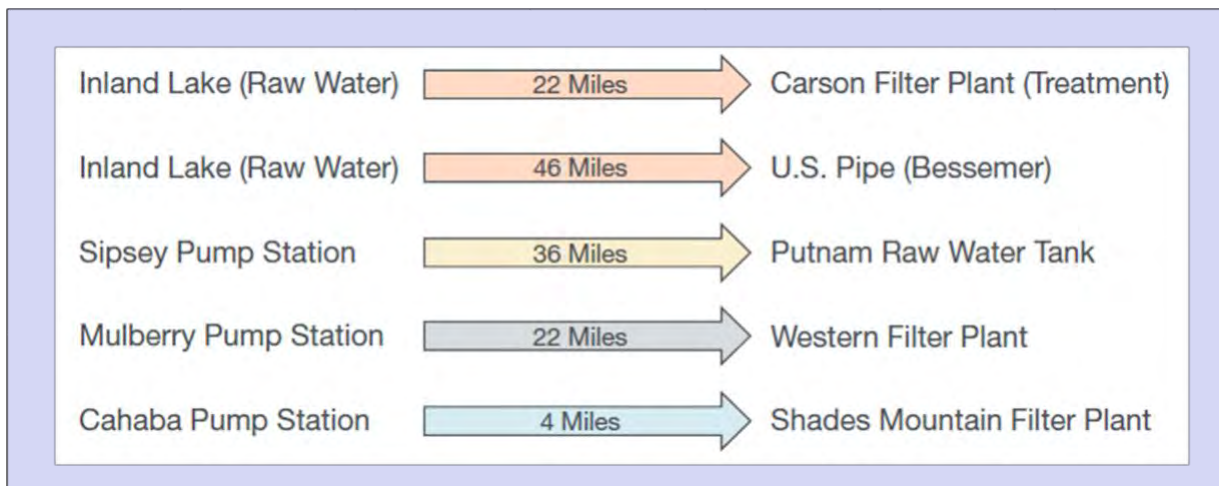 Inland Lake (Raw Water) 22 Miles Carson Filter Plant (Treatment)
Inland Lake (Raw Water) 46 Miles U.S. Pipe (Bessemer)
Sipsey Pump Station 36 Miles Putnam Raw Water Tank
Mulberry Pump Station 22 Miles Western Filter Plant
Cahaba Pump Station 4 Miles Shades Mountain Filter Plant